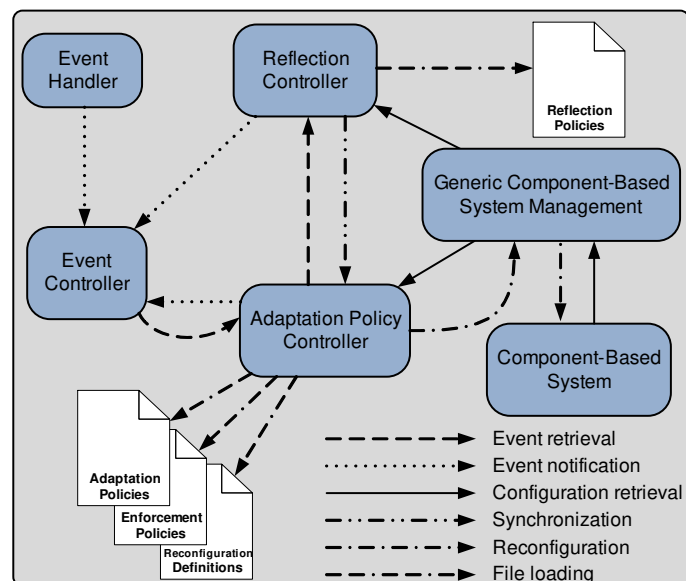 Event
Handler
Reflection
Controller
Reflection
Policies
Generic Component-Based
System Management
Event
Controller
Adaptation Policy
Controller
Component-Based
System
Adaptation
Policies
Enforcement
Policies
Reconfiguration
Definitions
Event retrieval
Event notification
Configuration retrieval
Synchronization
Reconfiguration
File loading